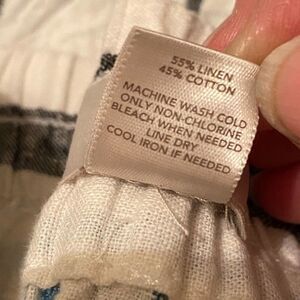 55% LINEN
45% COTTON
MACHINE WASH COLD
ONLY NON-CHLORINE
BLEACH WHEN NEEDED
LINE DRY
COOL IRON IF NEEDED